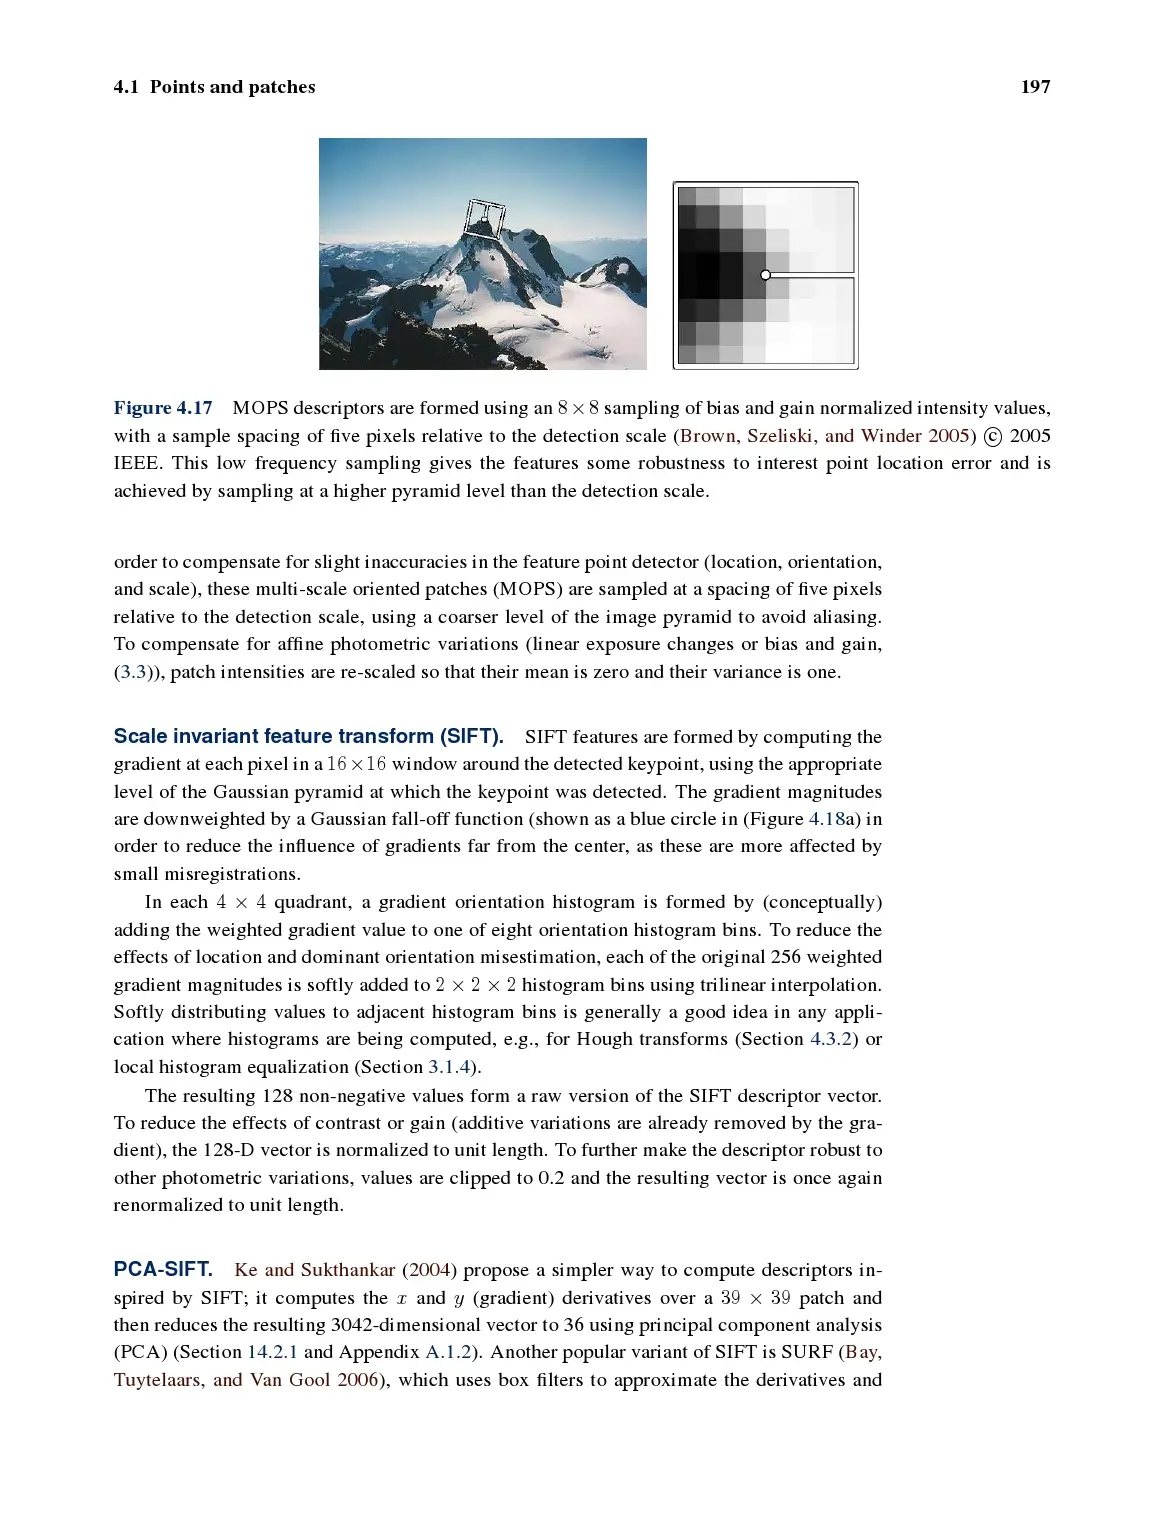 4.1 Points and patches 197
Figure 4.17 MOPS descriptors are formed using an 8 × 8 sampling of bias and gain normalized intensity values,
with a sample spacing of five pixels relative to the detection scale (Brown, Szeliski, and Winder 2005) © 2005
IEEE. This low frequency sampling gives the features some robustness to interest point location error and is
achieved by sampling at a higher pyramid level than the detection scale.
order to compensate for slight inaccuracies in the feature point detector (location, orientation,
and scale), these multi-scale oriented patches (MOPS) are sampled at a spacing of five pixels
relative to the detection scale, using a coarser level of the image pyramid to avoid aliasing.
To compensate for affine photometric variations (linear exposure changes or bias and gain,
(3.3)), patch intensities are re-scaled so that their mean is zero and their variance is one.
Scale invariant feature transform (SIFT). SIFT features are formed by computing the
gradient at each pixel in a 16 × 16 window around the detected keypoint, using the appropriate
level of the Gaussian pyramid at which the keypoint was detected. The gradient magnitudes
are downweighted by a Gaussian fall-off function (shown as a blue circle in (Figure 4.18a) in
order to reduce the influence of gradients far from the center, as these are more affected by
small misregistrations.
In each 4 × 4 quadrant, a gradient orientation histogram is formed by (conceptually)
adding the weighted gradient value to one of eight orientation histogram bins. To reduce the
effects of location and dominant orientation misestimation, each of the original 256 weighted
gradient magnitudes is softly added to 2 × 2 × 2 histogram bins using trilinear interpolation.
Softly distributing values to adjacent histogram bins is generally a good idea in any appli-
cation where histograms are being computed, e.g., for Hough transforms (Section 4.3.2) or
local histogram equalization (Section 3.1.4).
The resulting 128 non-negative values form a raw version of the SIFT descriptor vector.
To reduce the effects of contrast or gain (additive variations are already removed by the gra-
dient), the 128-D vector is normalized to unit length. To further make the descriptor robust to
other photometric variations, values are clipped to 0.2 and the resulting vector is once again
renormalized to unit length.
PCA-SIFT. Ke and Sukthankar (2004) propose a simpler way to compute descriptors in-
spired by SIFT; it computes the x and y (gradient) derivatives over a 39 × 39 patch and
then reduces the resulting 3042-dimensional vector to 36 using principal component analysis
(PCA) (Section 14.2.1 and Appendix A.1.2). Another popular variant of SIFT is SURF (Bay,
Tuytelaars, and Van Gool 2006), which uses box filters to approximate the derivatives and